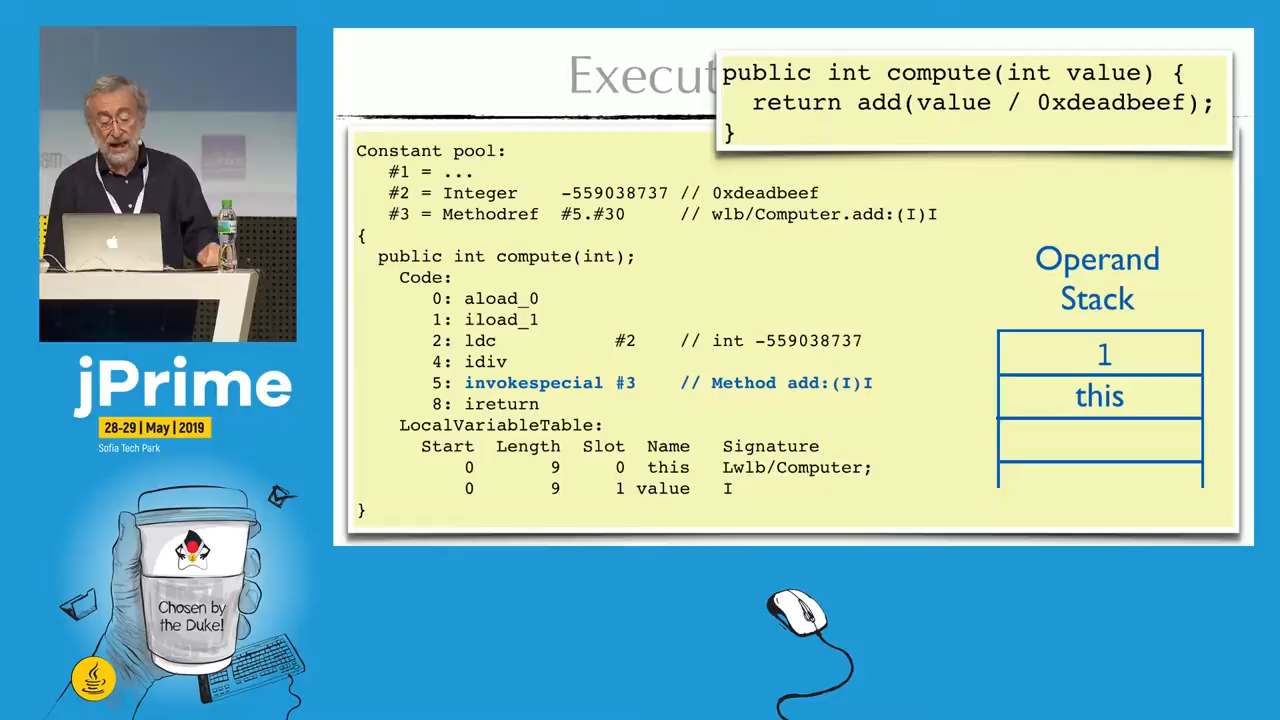 Execut
public int compute(int value) {
return add(value / 0xdeadbeef);
}
Constant pool:
#1 = ...
#2 = Integer -559038737 // 0xdeadbeef
#3 = Methodref #5.#30 // wlb/Computer.add:(I)I
{
public int compute(int);
Code:
0: aload_0
1: iload_1
2: ldc #2 // int -559038737
4: idiv
5: invokespecial #3 // Method add:(I)I
8: ireturn
LocalVariableTable:
Start Length Slot Name Signature
0 9 0 this Lwlb/Computer;
0 9 1 value I
}
Operand
Stack
1
this
jPrime
28-29 | May | 2019
Sofia Tech Park
Chosen by
the Duke!